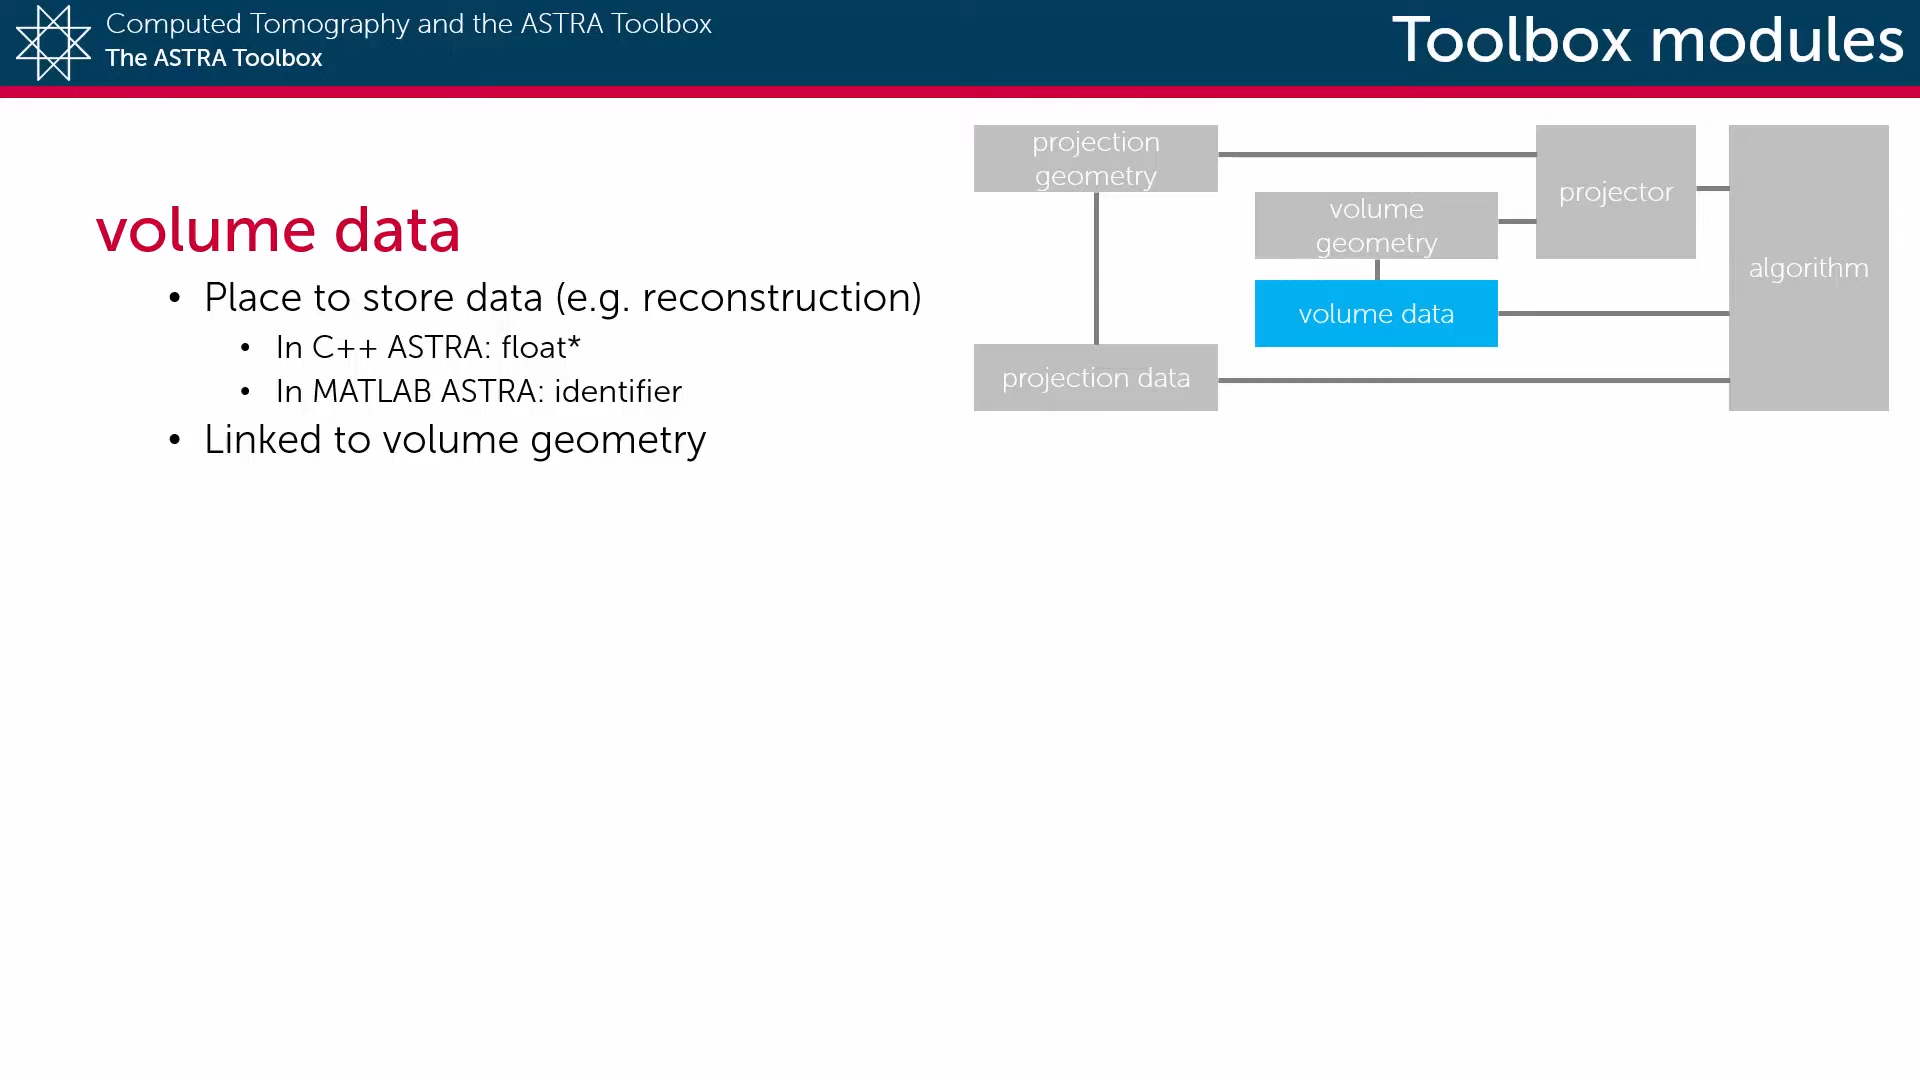 Computed Tomography and the ASTRA Toolbox
The ASTRA Toolbox
Toolbox modules
volume data
• Place to store data (e.g. reconstruction)
• In C++ ASTRA: float*
• In MATLAB ASTRA: identifier
• Linked to volume geometry
projection
geometry
volume
geometry
volume data
projection data
projector
algorithm